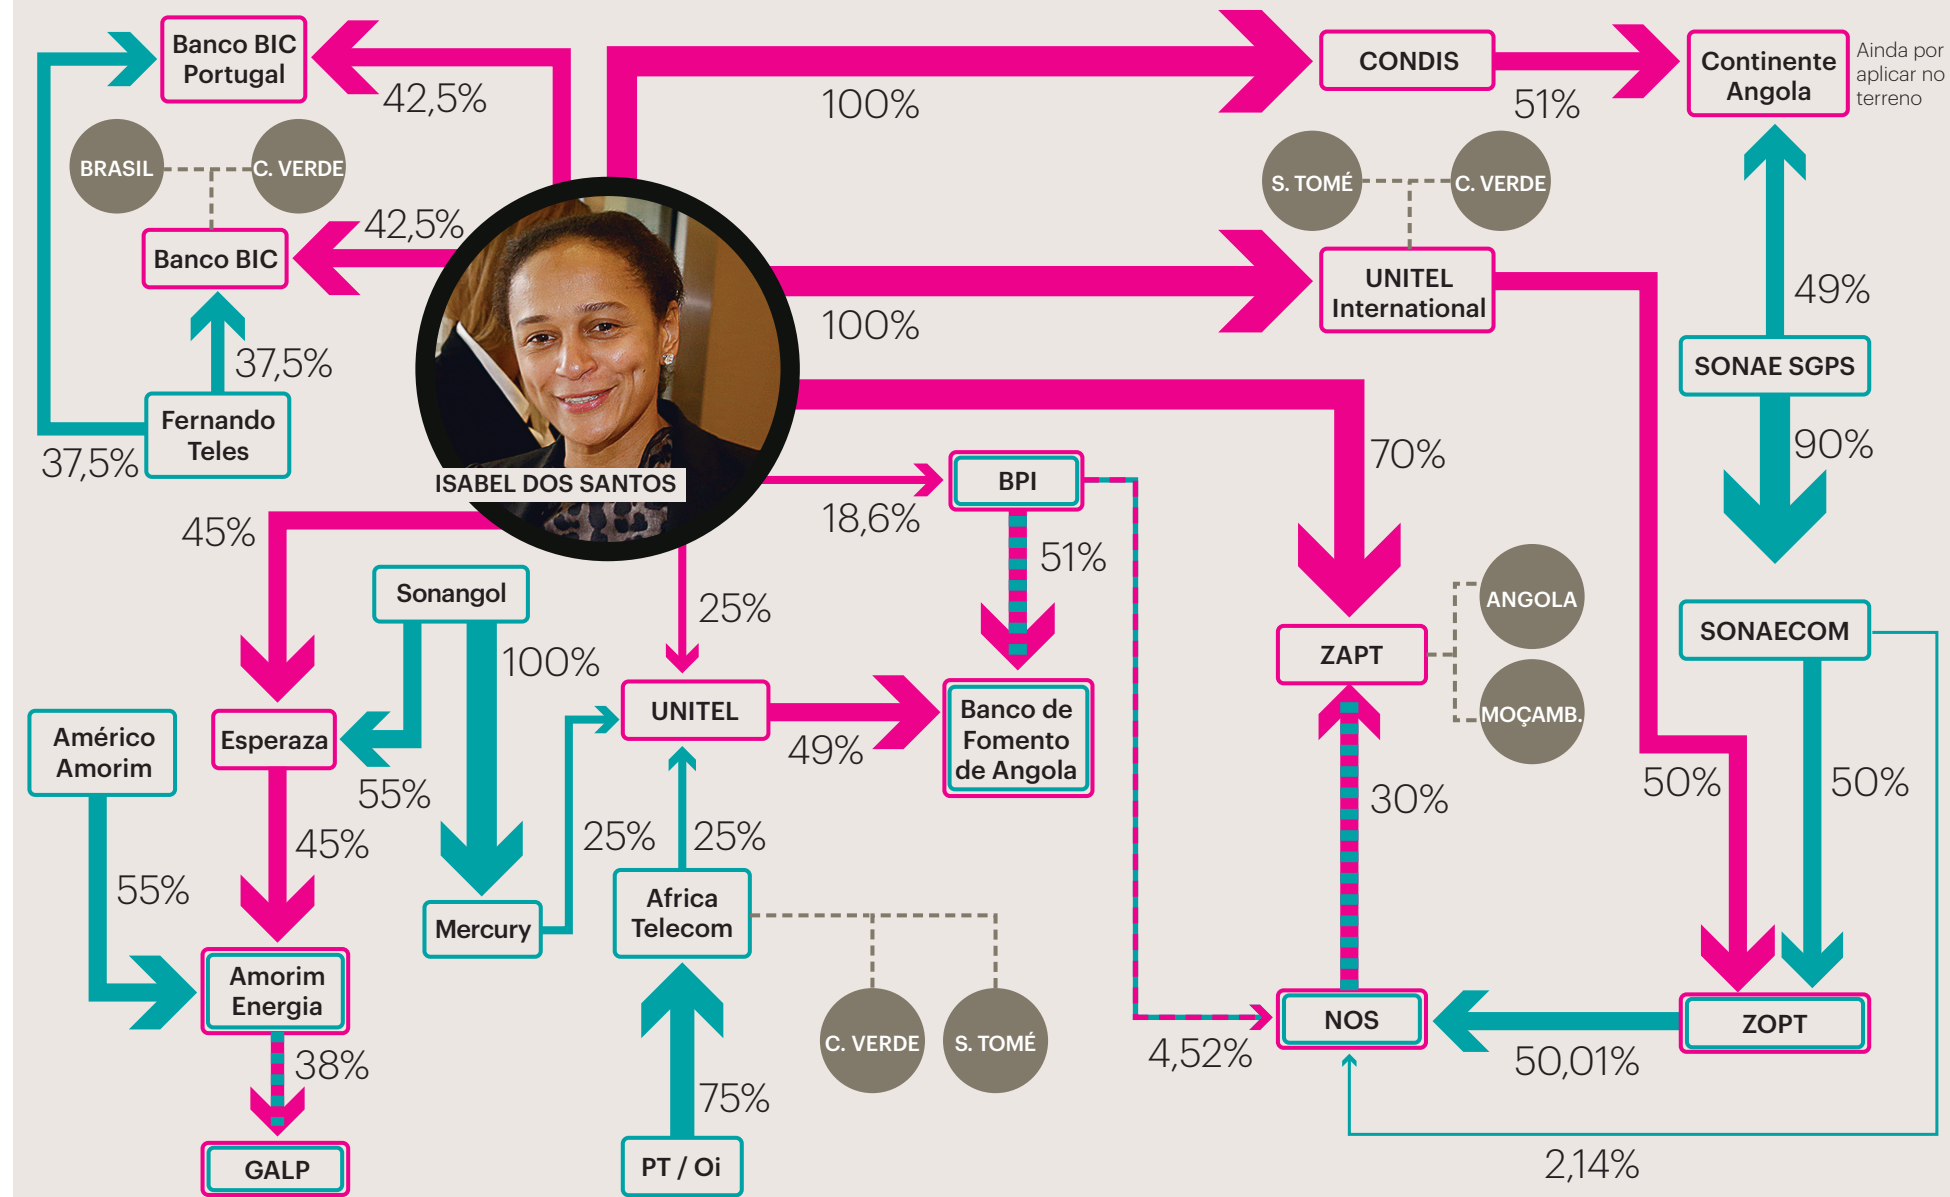 Banco BIC
Portugal
42,5%
100%
CONDIS
51%
Continente
Angola
Ainda por
aplicar no
terreno
BRASIL
C. VERDE
S. TOMÉ
C. VERDE
42,5%
Banco BIC
100%
UNITEL
International
49%
37,5%
SONAE SGPS
Fernando
Teles
37,5%
70%
90%
ISABEL DOS SANTOS
BPI
18,6%
45%
51%
Sonangol
25%
ANGOLA
100%
ZAPT
SONAECOM
UNITEL
MOÇAMB.
Américo
Amorim
Esperaza
Banco de
Fomento
de Angola
49%
55%
30%
50%
50%
45%
25%
25%
55%
Africa
Telecom
Mercury
Amorim
Energia
NOS
ZOPT
C. VERDE
S. TOMÉ
4,52%
50,01%
38%
75%
GALP
PT / Oi
2,14%